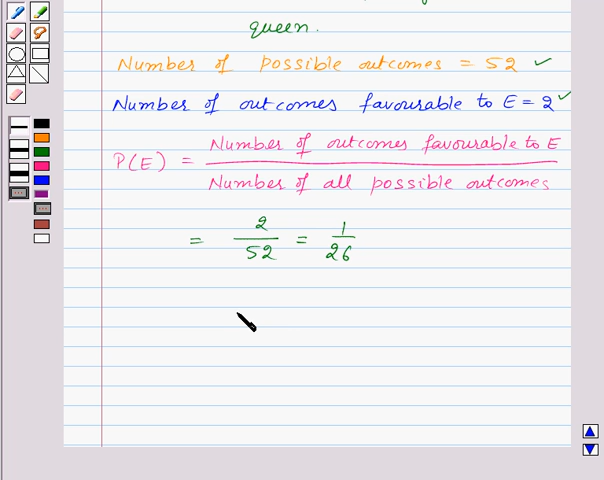 queen.
Number of possible outcomes = 52 ✓
Number of outcomes favourable to E = 2 ✓
P(E) = Number of outcomes favourable to E
Number of all possible outcomes
= 2/52 = 1/26